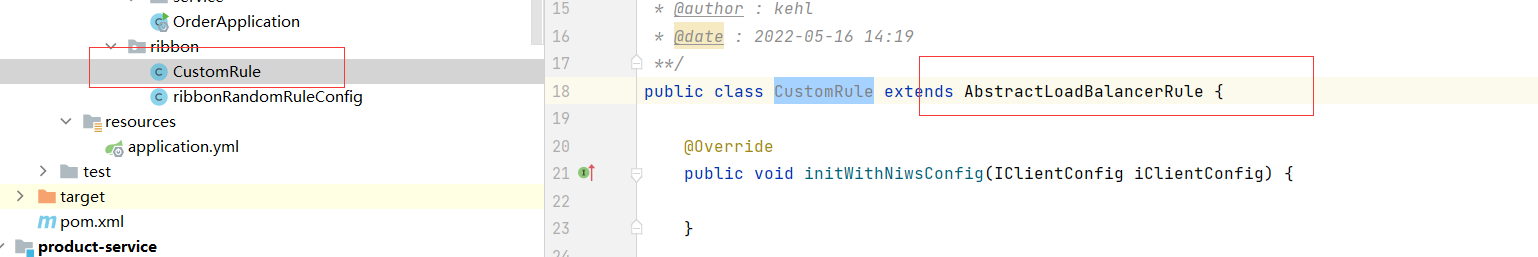 service
OrderApplication
ribbon
CustomRule
ribbonRandomRuleConfig
resources
application.yml
test
target
pom.xml
product-service
15
16
17
18
19
20
21
22
23
24
* @author : kehl
* @date : 2022-05-16 14:19
**/
public class CustomRule extends AbstractLoadBalancerRule {
@Override
public void initWithNiwsConfig(IClientConfig iClientConfig) {
}